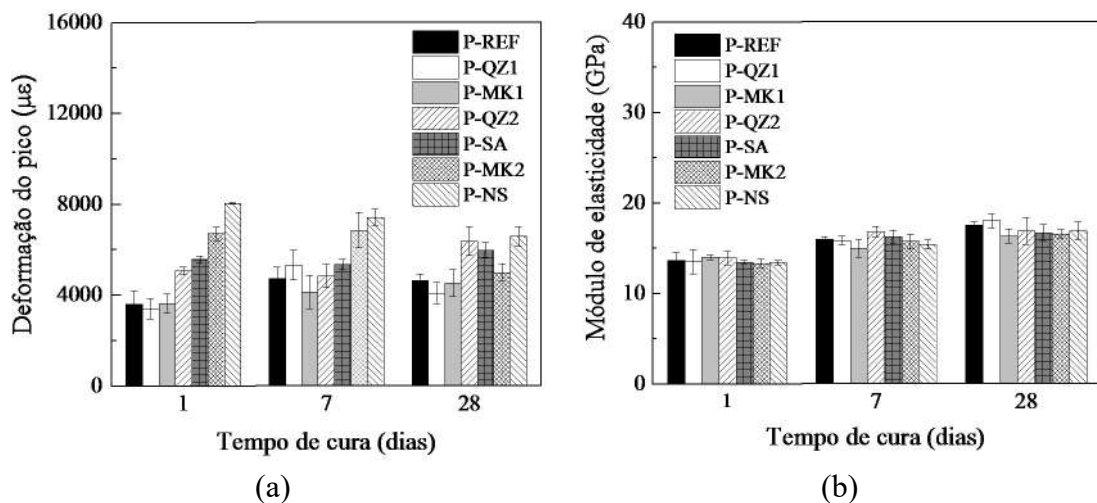 16000
12000
8000
4000
0
Deformação do pico (με)
P-REF
P-QZ1
P-MK1
P-QZ2
P-SA
P-MK2
P-NS
1 7 28
Tempo de cura (dias)
(a)
40
30
20
10
0
Módulo de elasticidade (GPa)
P-REF
P-QZ1
P-MK1
P-QZ2
P-SA
P-MK2
P-NS
1 7 28
Tempo de cura (dias)
(b)